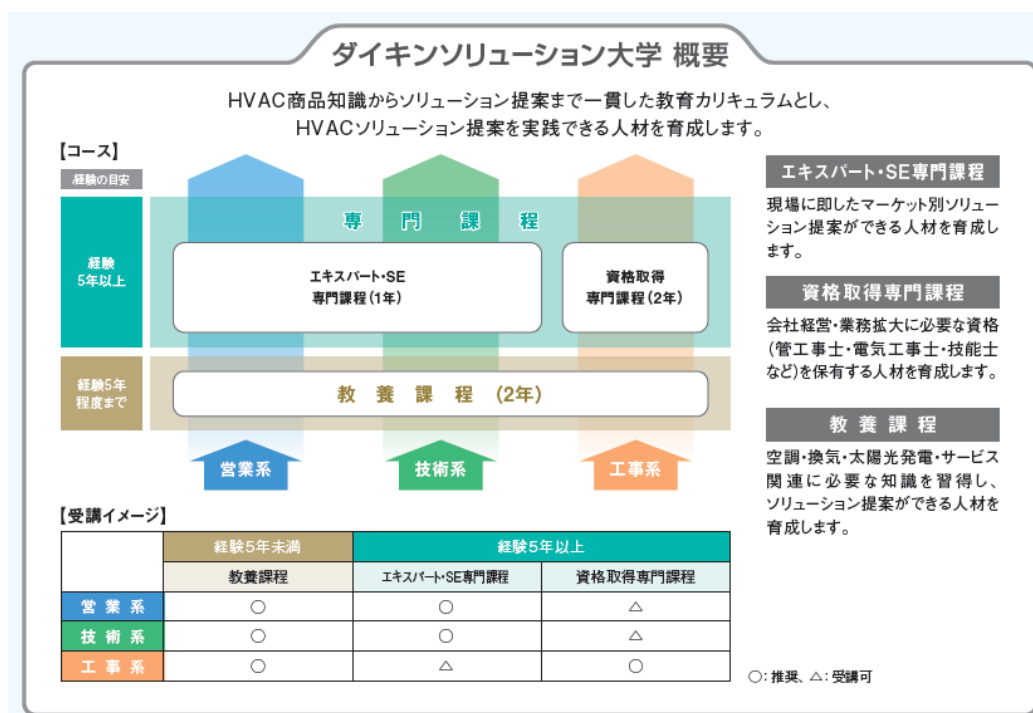 ダイキンソリューション大学 概要
HVAC商品知識からソリューション提案まで一貫した教育カリキュラムとし、
HVACソリューション提案を実践できる人材を育成します。
【コース】
経験の目安
経験
5年以上
専門課程
エキスパート・SE
専門課程(1年)
資格取得
専門課程(2年)
経験5年
程度まで
教養課程(2年)
営業系
技術系
工事系
エキスパート・SE専門課程
現場に即したマーケット別ソリュー
ション提案ができる人材を育成し
ます。
資格取得専門課程
会社経営・業務拡大に必要な資格
(管工事士・電気工事士・技能士
など)を保有する人材を育成します。
教養課程
空調・換気・太陽光発電・サービス
関連に必要な知識を習得し、
ソリューション提案ができる人材を
育成します。
【受講イメージ】
経験5年未満 経験5年以上
教養課程 エキスパート・SE専門課程 資格取得専門課程
営業系 ○ ○ △
技術系 ○ ○ △
工事系 ○ △ ○
○:推奨、△:受講可